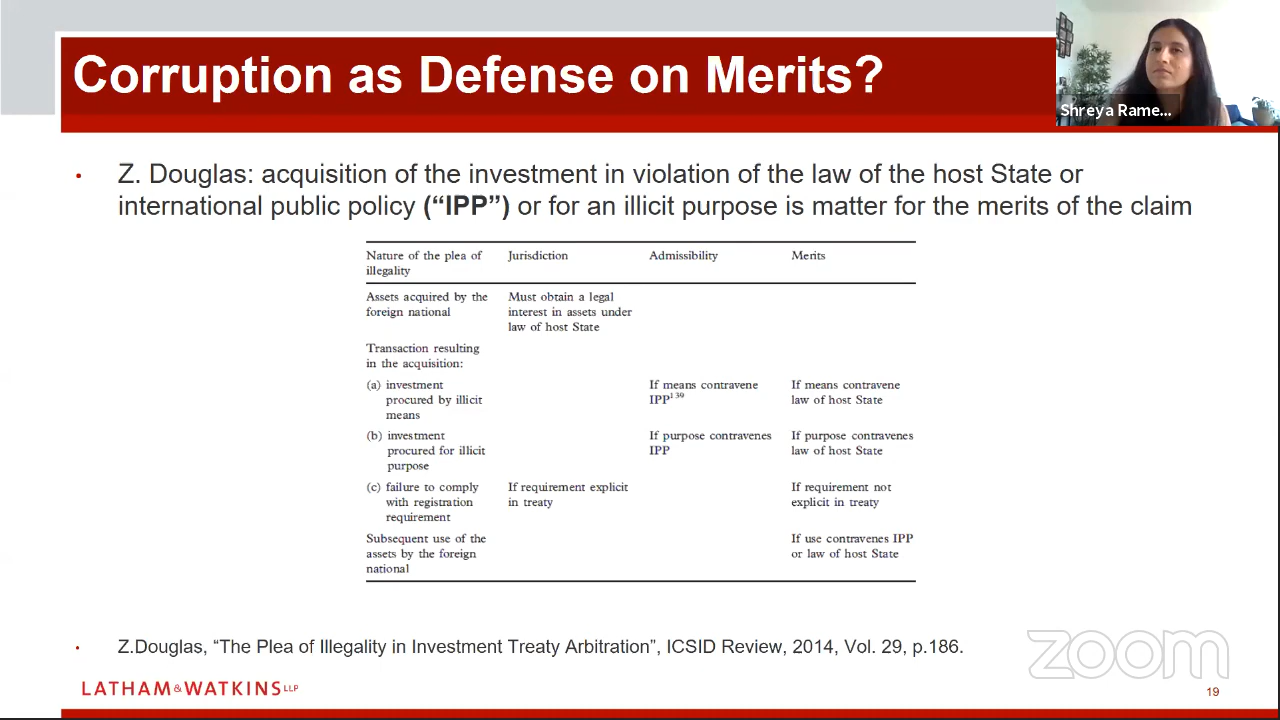 Corruption as Defense on Merits?
Shreya Rame...
• Z. Douglas: acquisition of the investment in violation of the law of the host State or
international public policy (“IPP”) or for an illicit purpose is matter for the merits of the claim
Nature of the plea of illegality Jurisdiction Admissibility Merits
Assets acquired by the foreign national Must obtain a legal interest in assets under law of host State
Transaction resulting in the acquisition:
(a) investment procured by illicit means If means contravene IPP139 If means contravene law of host State
(b) investment procured for illicit purpose If purpose contravenes IPP If purpose contravenes law of host State
(c) failure to comply with registration requirement If requirement explicit in treaty If requirement not explicit in treaty
Subsequent use of the assets by the foreign national If use contravenes IPP or law of host State
• Z.Douglas, “The Plea of Illegality in Investment Treaty Arbitration”, ICSID Review, 2014, Vol. 29, p.186.
zoom
LATHAM&WATKINS LLP
19